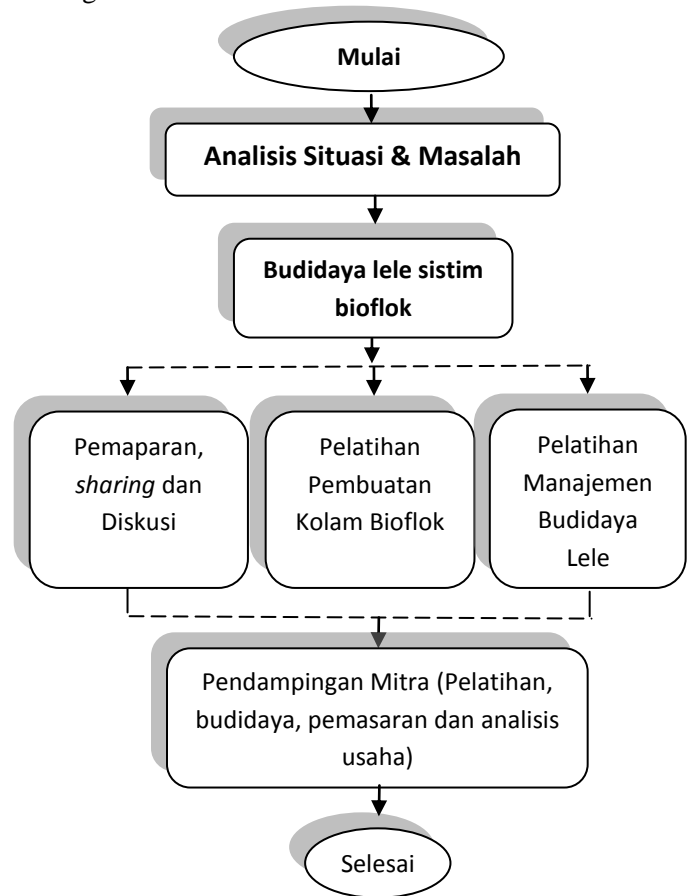 Mulai
Analisis Situasi & Masalah
Budidaya lele sistim
bioflok
Pemaparan,
sharing dan
Diskusi
Pelatihan
Pembuatan
Kolam Bioflok
Pelatihan
Manajemen
Budidaya
Lele
Pendampingan Mitra (Pelatihan,
budidaya, pemasaran dan analisis
usaha)
Selesai